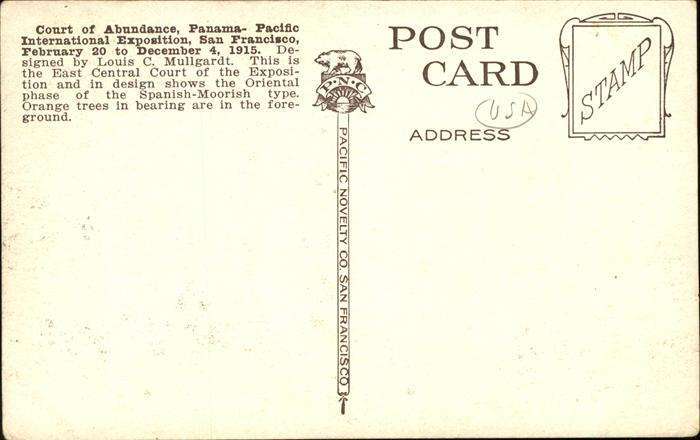 Court of Abundance, Panama- Pacific
International Exposition, San Francisco,
February 20 to December 4, 1915. De-
signed by Louis C. Mullgardt. This is
the East Central Court of the Exposi-
tion and in design shows the Oriental
phase of the Spanish-Moorish type.
Orange trees in bearing are in the fore-
ground.
P.N.C.
PACIFIC NOVELTY CO. SAN FRANCISCO
POST
CARD
USA
ADDRESS
STAMP